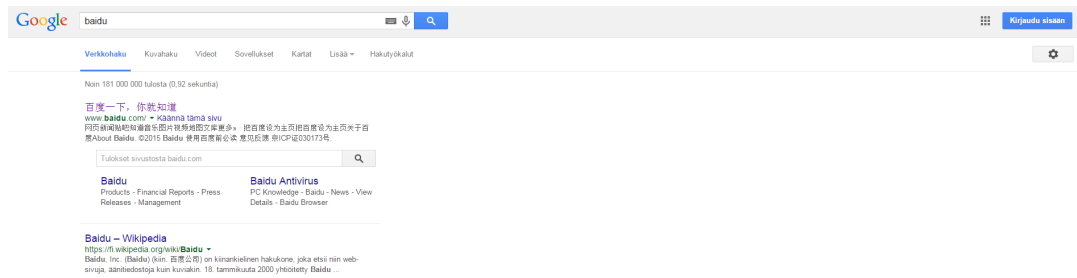 Google baidu Kirjaudu sisään
Verkkohaku Kuvahaku Videot Sovellukset Kartat Lisää Hakutyökalut
Noin 181 000 000 tulosta (0,92 sekuntia)
百度一下，你就知道
www.baidu.com/ Käännä tämä sivu
网页新闻贴吧知道音乐图片视频地图文库更多» · 把百度设为主页把百度设为主页关于百
度About Baidu. ©2015 Baidu 使用百度前必读 意见反馈 京ICP证030173号.
Tulokset sivustosta baidu.com
Baidu
Products - Financial Reports - Press
Releases - Management
Baidu Antivirus
PC Knowledge - Baidu - News - View
Details - Baidu Browser
Baidu – Wikipedia
https://fi.wikipedia.org/wiki/Baidu
Baidu, Inc. (Baidu) (kiin. 百度公司) on kiinankielinen hakukone, joka etsii niin web-
sivuja, äänitiedostoja kuin kuviakin. 18. tammikuuta 2000 yhtiöitetty Baidu ...